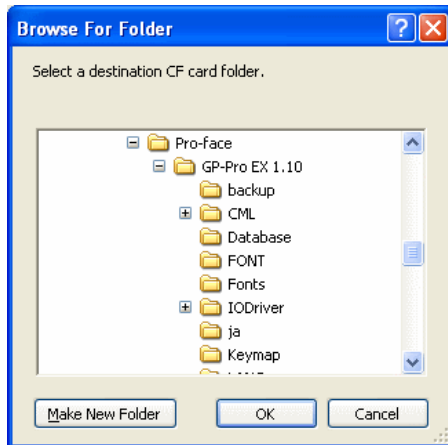 Browse For Folder
Select a destination CF card folder.
Pro-face
GP-Pro EX 1.10
backup
CML
Database
FONT
Fonts
IODriver
ja
Keymap
Make New Folder
OK
Cancel